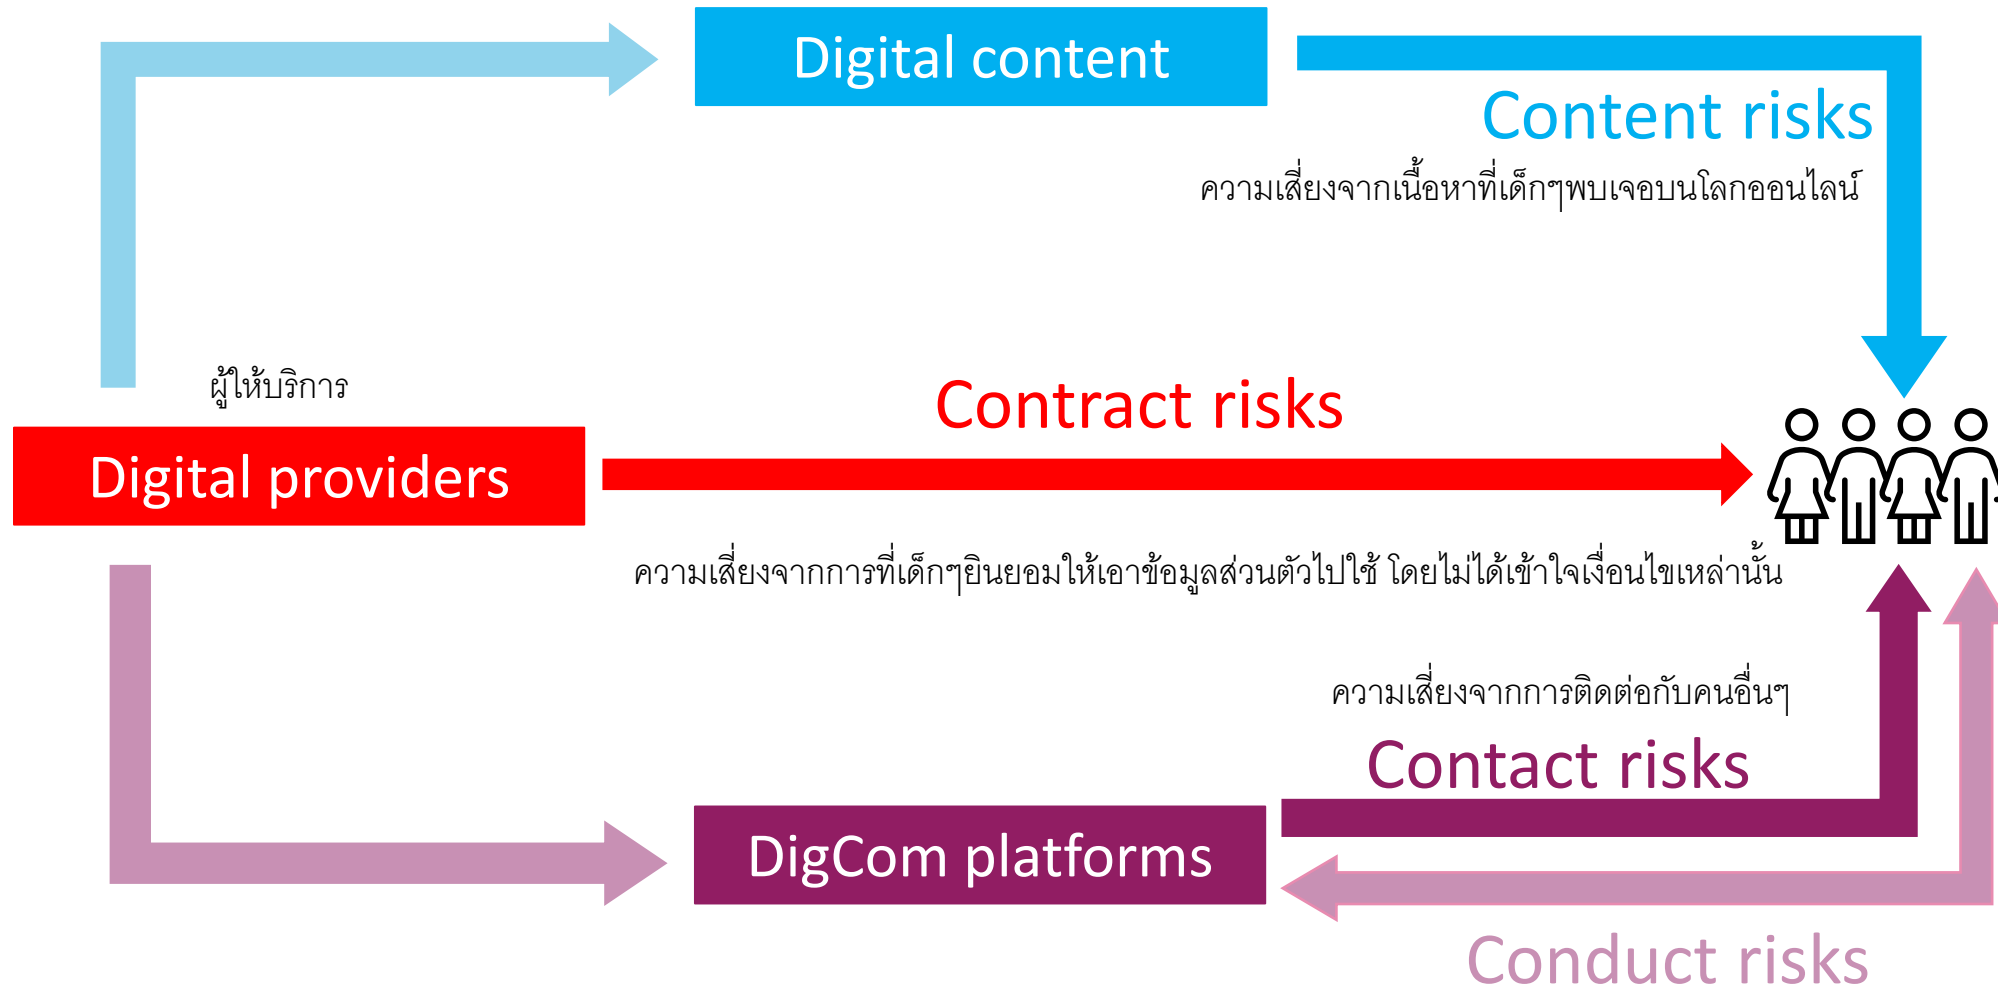 Digital content
Content risks
ความเสี่ยงจากเนื้อหาที่เด็กๆพบเจอบนโลกออนไลน์
ผู้ให้บริการ
Contract risks
Digital providers
ความเสี่ยงจากการที่เด็กๆยินยอมให้เอาข้อมูลส่วนตัวไปใช้ โดยไม่ได้เข้าใจเงื่อนไขเหล่านั้น
ความเสี่ยงจากการติดต่อกับคนอื่นๆ
Contact risks
DigCom platforms
Conduct risks